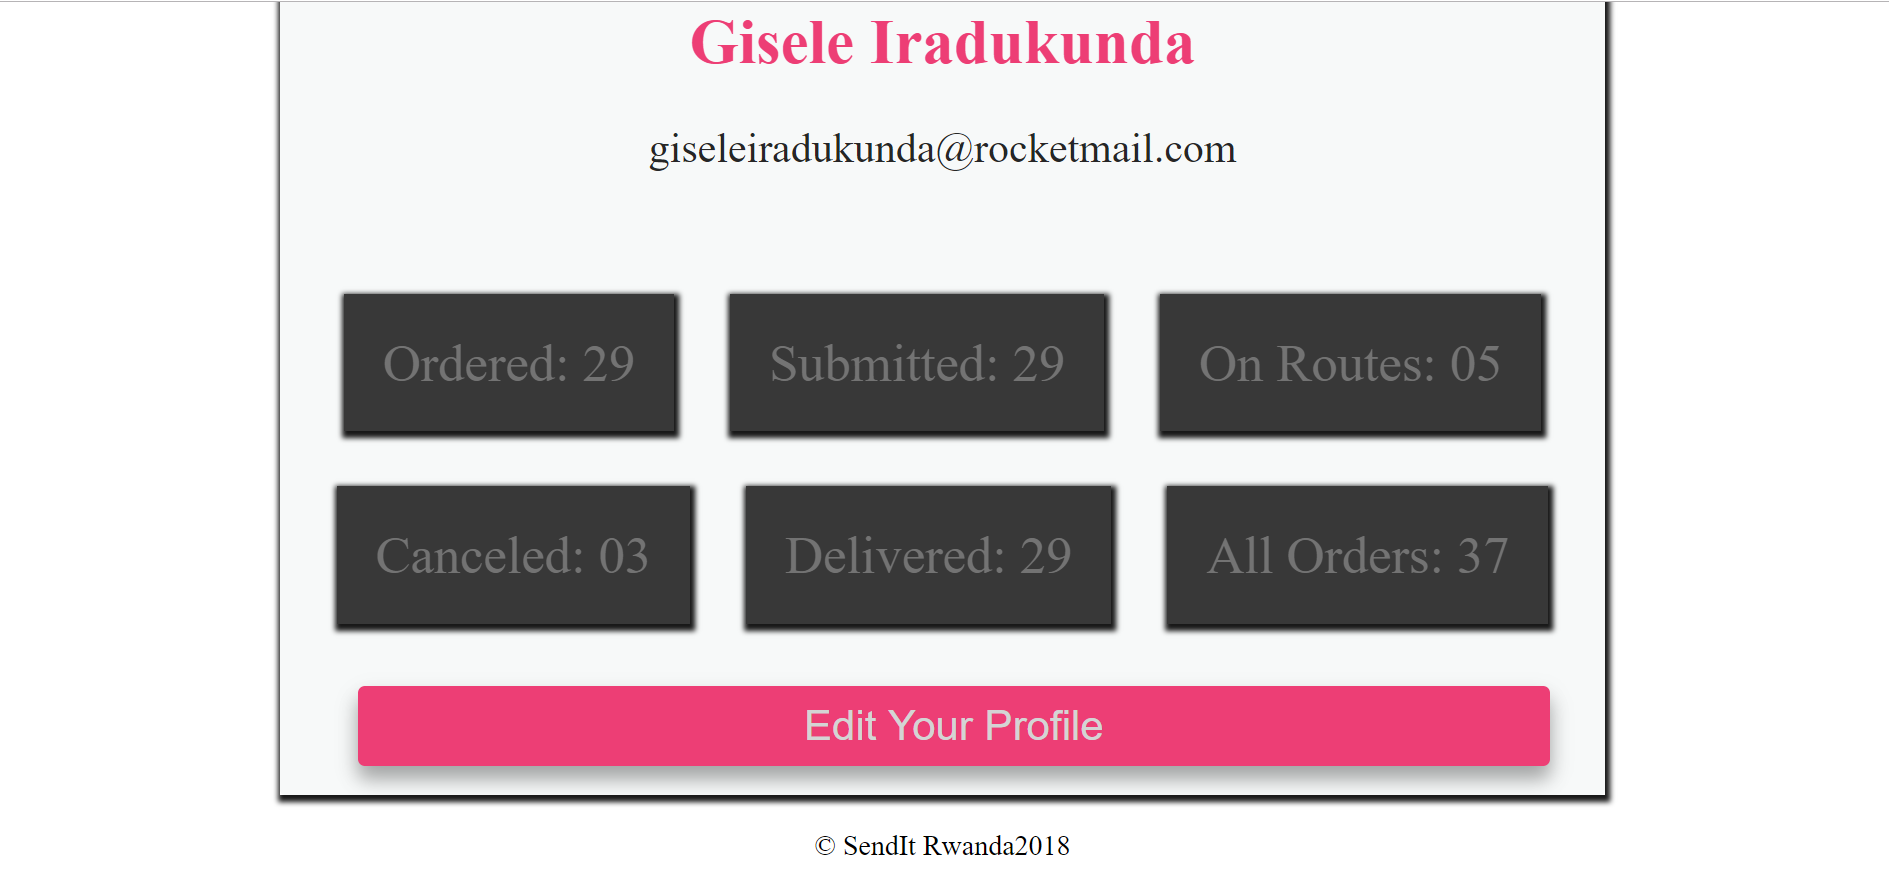 Gisele Iradukunda
giseleiradukunda@rocketmail.com
Ordered: 29
Submitted: 29
On Routes: 05
Canceled: 03
Delivered: 29
All Orders: 37
Edit Your Profile
© SendIt Rwanda2018